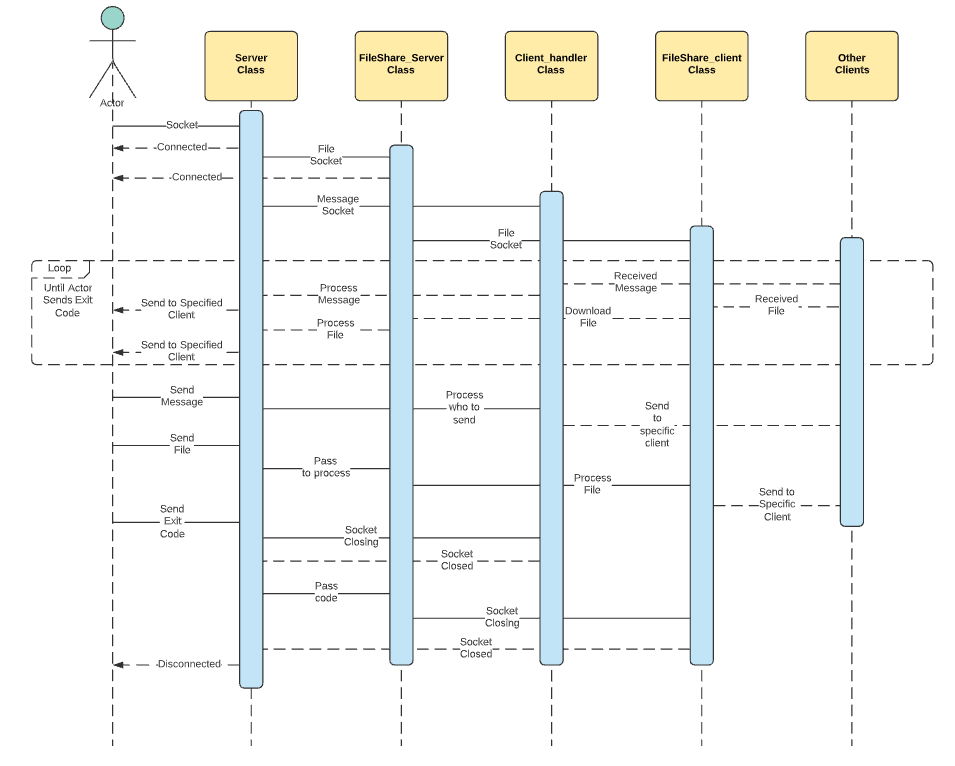 Actor
Server
Class
FileShare_Server
Class
Client_handler
Class
FileShare_client
Class
Other
Clients
Socket
Connected
File
Socket
Connected
Message
Socket
File
Socket
Loop
Until Actor
Sends Exit
Code
Received
Message
Process
Message
Received
File
Send to Specified
Client
Download
File
Process
File
Send to Specified
Client
Send
Message
Process
who to
send
Send
to
specific
client
Send
File
Pass
to process
Process
File
Send to
Specific
Client
Send
Exit
Code
Socket
Closing
Socket
Closed
Pass
code
Socket
Closing
Socket
Closed
Disconnected